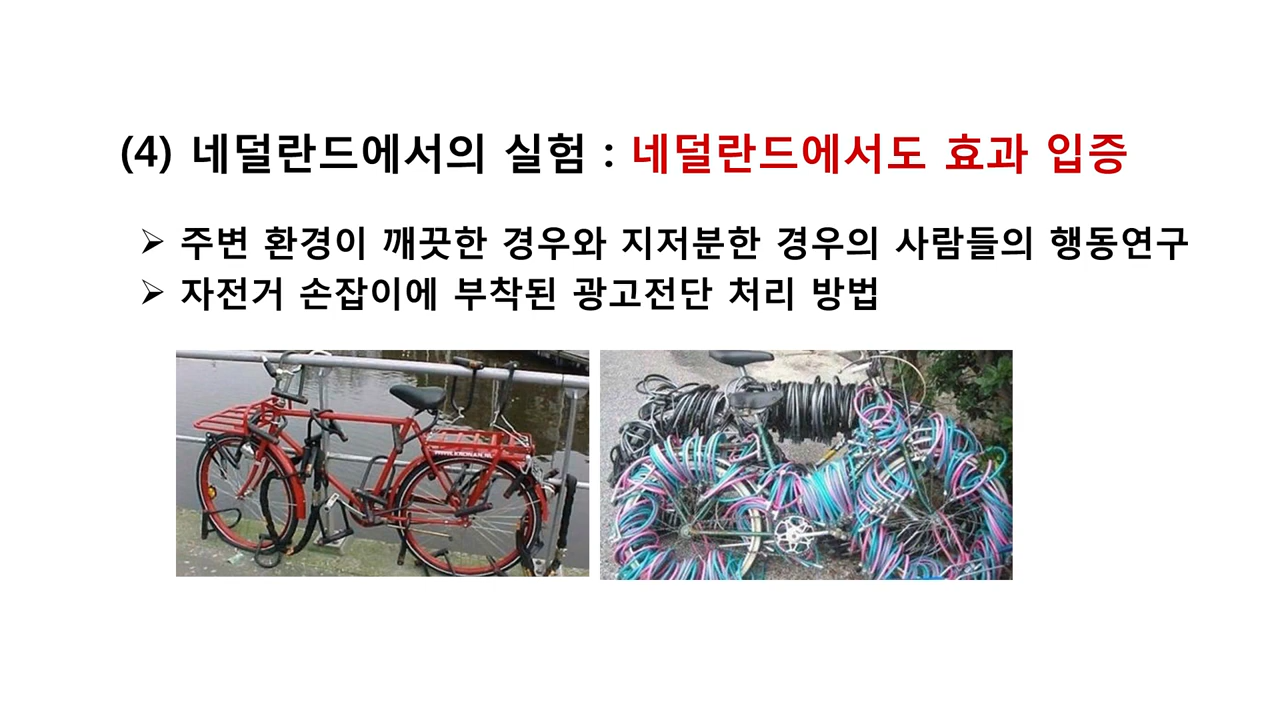 (4) 네덜란드에서의 실험 : 네덜란드에서도 효과 입증
➢ 주변 환경이 깨끗한 경우와 지저분한 경우의 사람들의 행동연구
➢ 자전거 손잡이에 부착된 광고전단 처리 방법
WWW.KRONAN.NL